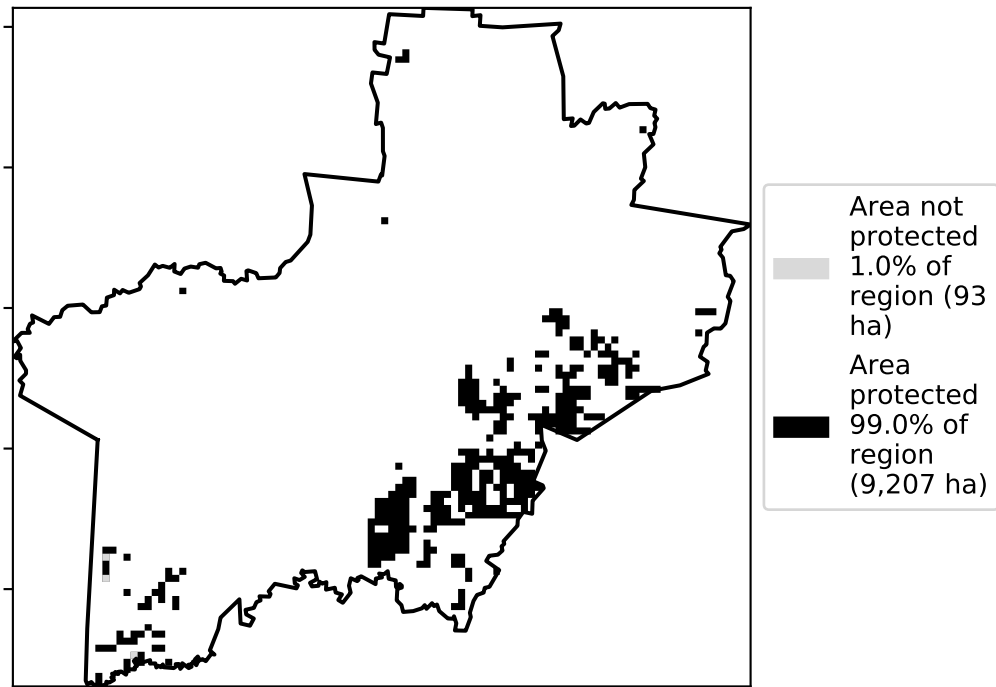 Area not
protected
1.0% of
region (93
ha)
Area
protected
99.0% of
region
(9,207 ha)